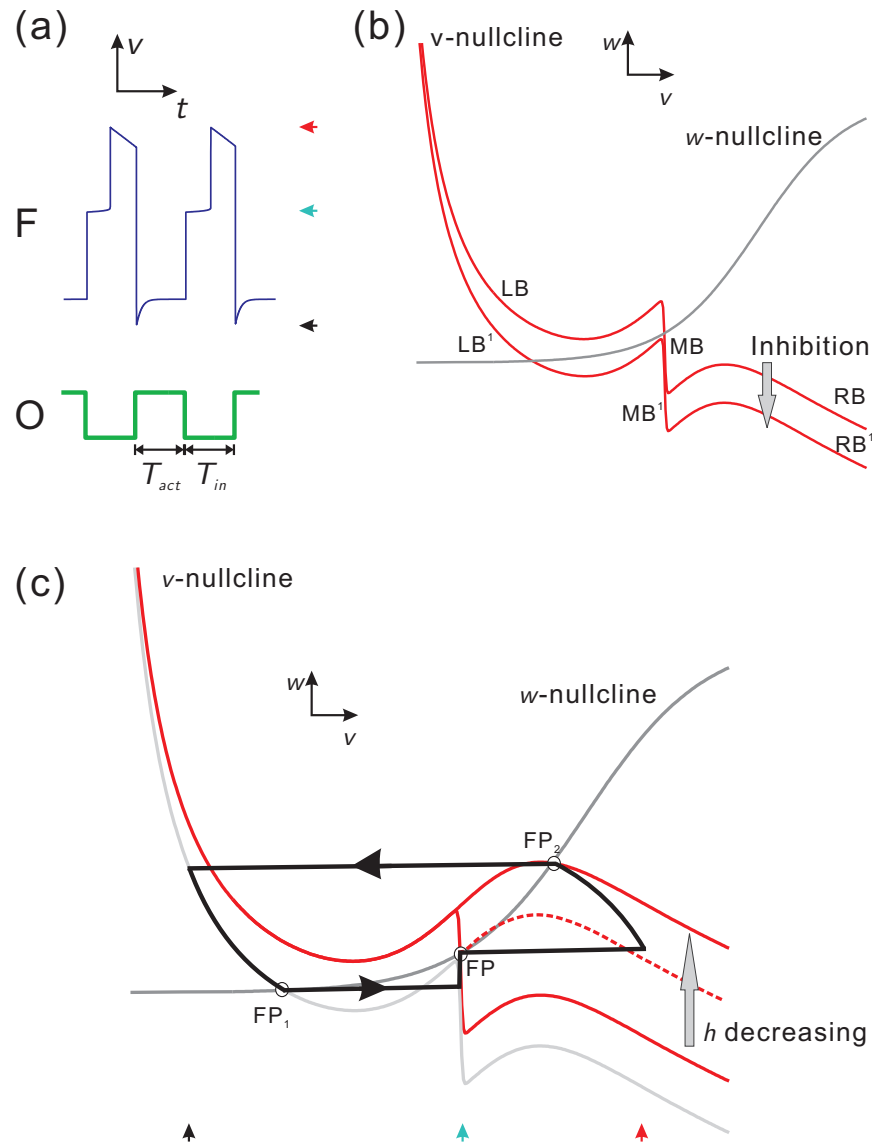 (a)
v
t
F
O
T_act
T_in
(b)
v-nullcline
w
v
w-nullcline
LB
LB¹
MB
MB¹
Inhibition
RB
RB¹
(c)
v-nullcline
w
v
w-nullcline
FP₂
FP
FP₁
h decreasing